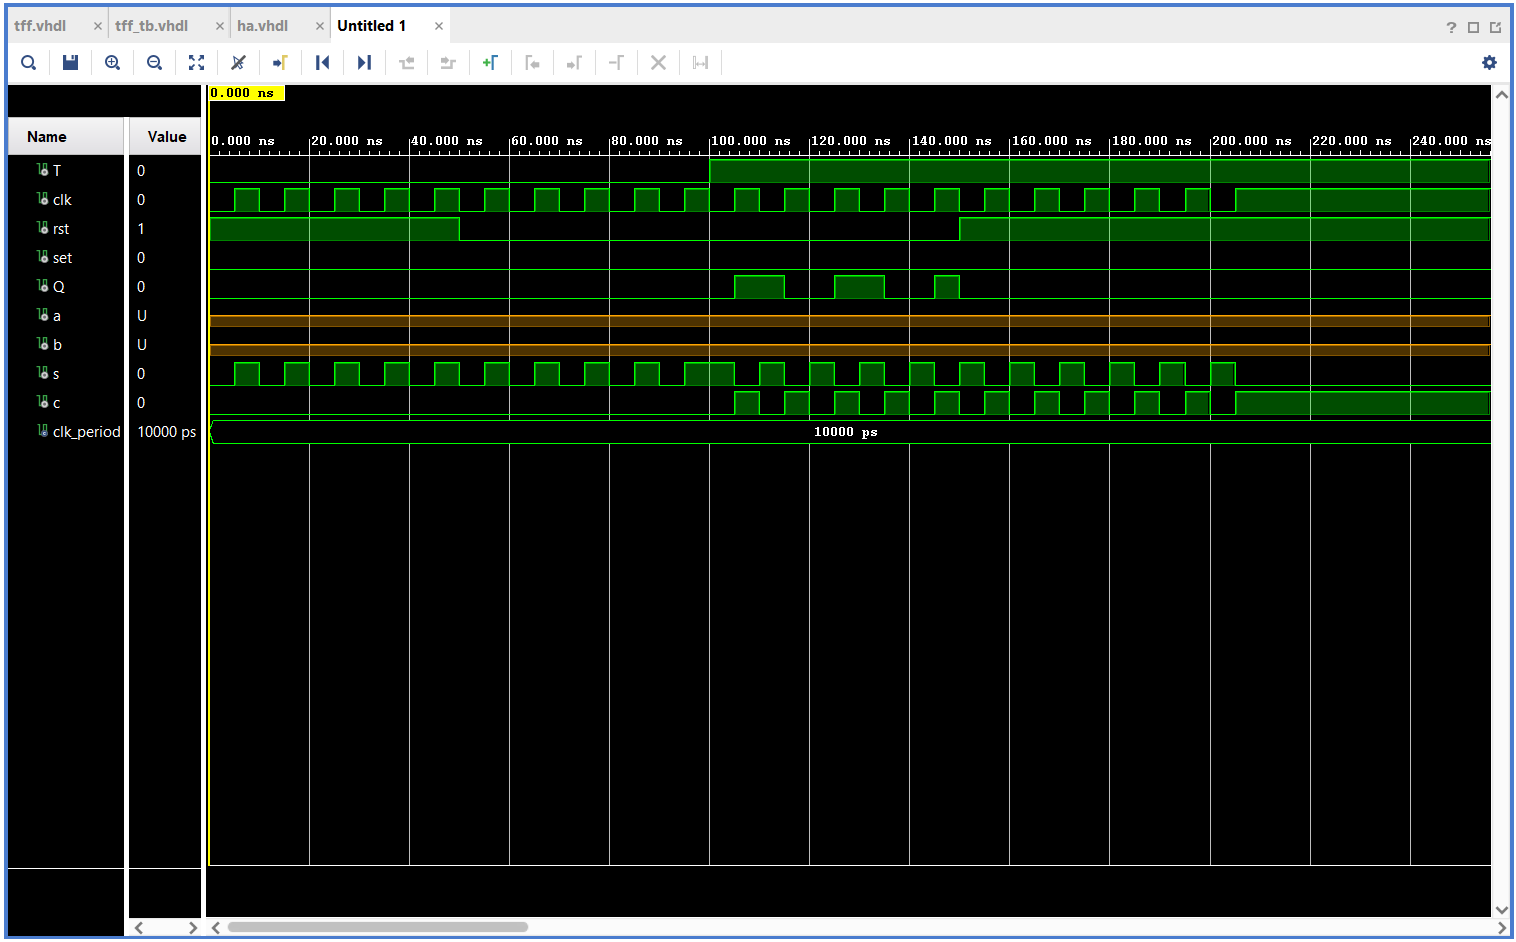 tff.vhdl × tff_tb.vhdl × ha.vhdl × Untitled 1 ×
?
0.000 ns
Name Value
0.000 ns 20.000 ns 40.000 ns 60.000 ns 80.000 ns 100.000 ns 120.000 ns 140.000 ns 160.000 ns 180.000 ns 200.000 ns 220.000 ns 240.000 ns
T 0
clk 0
rst 1
set 0
Q 0
a U
b U
s 0
c 0
clk_period 10000 ps 10000 ps